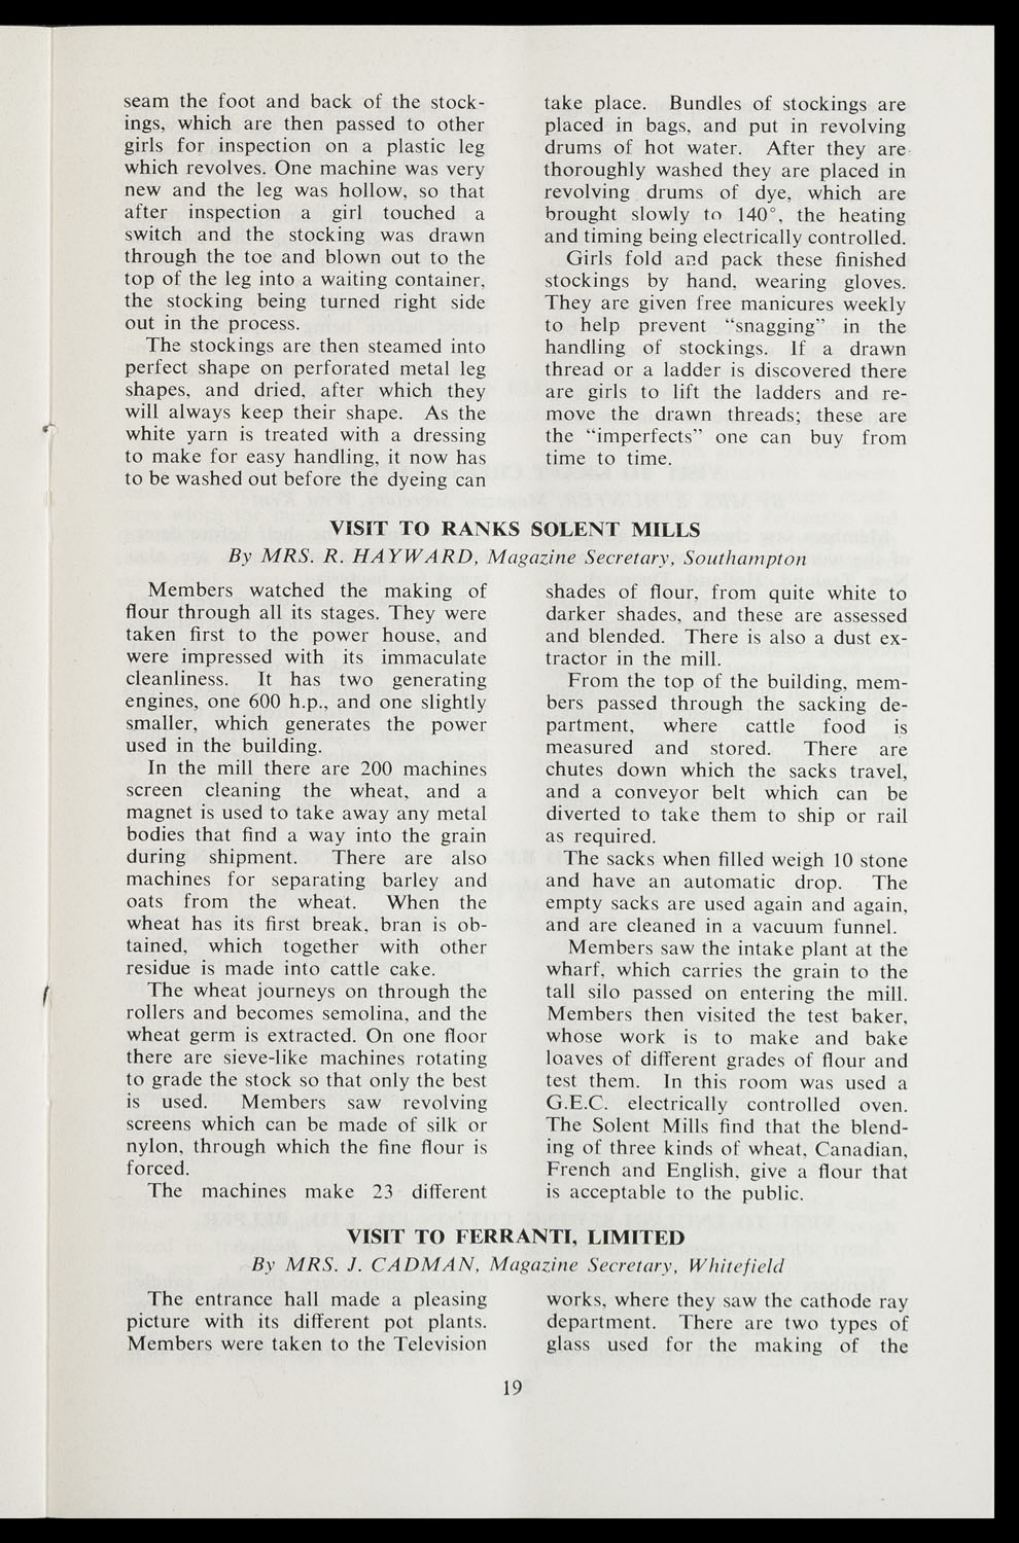 seam the foot and back of the stock-
ings, which are then passed to other
girls for inspection on a plastic leg
which revolves. One machine was very
new and the leg was hollow, so that
after inspection a girl touched a
switch and the stocking was drawn
through the toe and blown out to the
top of the leg into a waiting container,
the stocking being turned right side
out in the process.
The stockings are then steamed into
perfect shape on perforated metal leg
shapes, and dried, after which they
will always keep their shape. As the
white yarn is treated with a dressing
to make for easy handling, it now has
to be washed out before the dyeing can
take place. Bundles of stockings are
placed in bags, and put in revolving
drums of hot water. After they are
thoroughly washed they are placed in
revolving drums of dye, which are
brought slowly to 140°, the heating
and timing being electrically controlled.
Girls fold and pack these finished
stockings by hand, wearing gloves.
They are given free manicures weekly
to help prevent “snagging” in the
handling of stockings. If a drawn
thread or a ladder is discovered there
are girls to lift the ladders and re-
move the drawn threads; these are
the “imperfects” one can buy from
time to time.
VISIT TO RANKS SOLENT MILLS
By MRS. R. HAYWARD, Magazine Secretary, Southampton
Members watched the making of
flour through all its stages. They were
taken first to the power house, and
were impressed with its immaculate
cleanliness. It has two generating
engines, one 600 h.p., and one slightly
smaller, which generates the power
used in the building.
In the mill there are 200 machines
screen cleaning the wheat, and a
magnet is used to take away any metal
bodies that find a way into the grain
during shipment. There are also
machines for separating barley and
oats from the wheat. When the
wheat has its first break, bran is ob-
tained, which together with other
residue is made into cattle cake.
The wheat journeys on through the
rollers and becomes semolina, and the
wheat germ is extracted. On one floor
there are sieve-like machines rotating
to grade the stock so that only the best
is used. Members saw revolving
screens which can be made of silk or
nylon, through which the fine flour is
forced.
The machines make 23 different
shades of flour, from quite white to
darker shades, and these are assessed
and blended. There is also a dust ex-
tractor in the mill.
From the top of the building, mem-
bers passed through the sacking de-
partment, where cattle food is
measured and stored. There are
chutes down which the sacks travel,
and a conveyor belt which can be
diverted to take them to ship or rail
as required.
The sacks when filled weigh 10 stone
and have an automatic drop. The
empty sacks are used again and again,
and are cleaned in a vacuum funnel.
Members saw the intake plant at the
wharf, which carries the grain to the
tall silo passed on entering the mill.
Members then visited the test baker,
whose work is to make and bake
loaves of different grades of flour and
test them. In this room was used a
G.E.C. electrically controlled oven.
The Solent Mills find that the blend-
ing of three kinds of wheat, Canadian,
French and English, give a flour that
is acceptable to the public.
VISIT TO FERRANTI, LIMITED
By MRS. J. CADMAN, Magazine Secretary, Whitefield
The entrance hall made a pleasing
picture with its different pot plants.
Members were taken to the Television
works, where they saw the cathode ray
department. There are two types of
glass used for the making of the
19